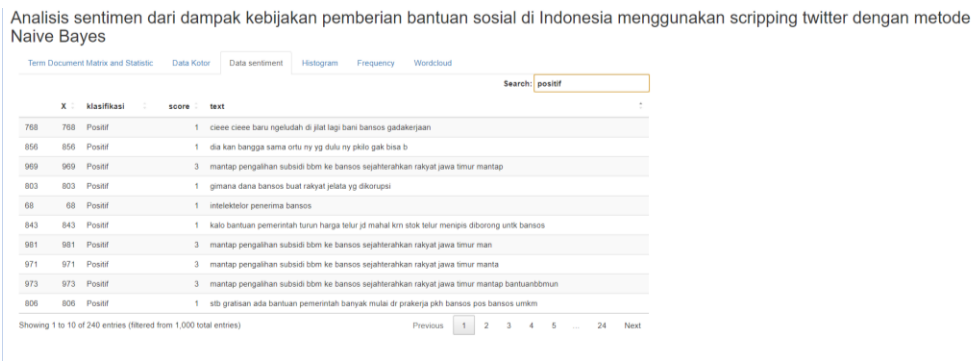 Analisis sentimen dari dampak kebijakan pemberian bantuan sosial di Indonesia menggunakan scripping twitter dengan metode
Naive Bayes
Term Document Matrix and Statistic Data Kotor Data sentiment Histogram Frequency Wordcloud
Search: positif
X klasifikasi score text
768 768 Positif 1 cieee cieee baru ngeludah di jilat lagi bani bansos gadakerjaan
856 856 Positif 1 dia kan bangga sama ortu ny yg dulu ny pkilo gak bisa b
969 969 Positif 3 mantap pengalihan subsidi bbm ke bansos sejahterahkan rakyat jawa timur mantap
803 803 Positif 1 gimana dana bansos buat rakyat jelata yg dikorupsi
68 68 Positif 1 intelektelor penerima bansos
843 843 Positif 1 kalo bantuan pemerintah turun harga telur jd mahal krn stok telur menipis diborong untk bansos
981 981 Positif 3 mantap pengalihan subsidi bbm ke bansos sejahterahkan rakyat jawa timur man
971 971 Positif 3 mantap pengalihan subsidi bbm ke bansos sejahterahkan rakyat jawa timur manta
973 973 Positif 3 mantap pengalihan subsidi bbm ke bansos sejahterahkan rakyat jawa timur mantap bantuanbbmun
806 806 Positif 1 stb gratisan ada bantuan pemerintah banyak mulai dr prakerja pkh bansos pos bansos umkm
Showing 1 to 10 of 240 entries (filtered from 1,000 total entries) Previous 1 2 3 4 5 ... 24 Next